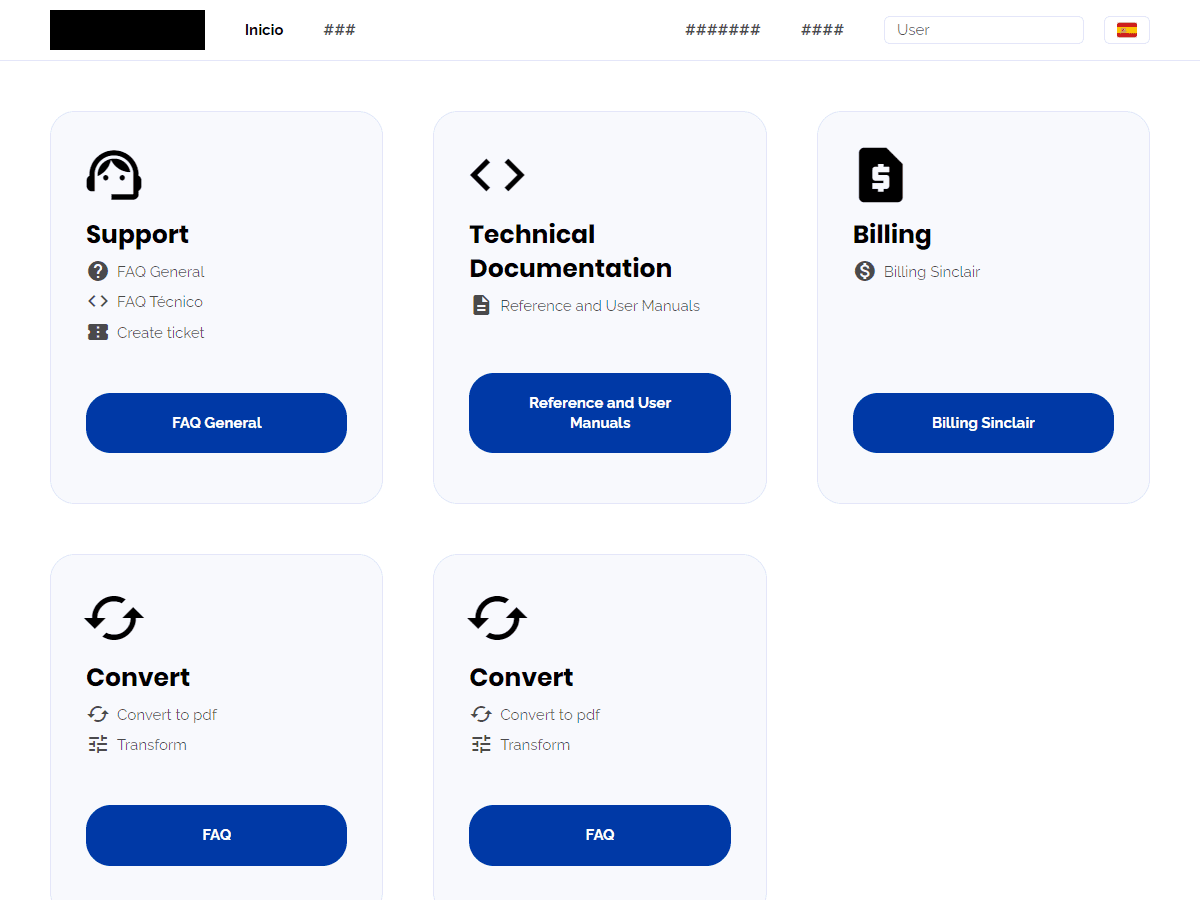 Inicio
###
#######
####
User
Support
FAQ General
FAQ Técnico
Create ticket
FAQ General
Technical
Documentation
Reference and User Manuals
Reference and User
Manuals
Billing
Billing Sinclair
Billing Sinclair
Convert
Convert to pdf
Transform
FAQ
Convert
Convert to pdf
Transform
FAQ